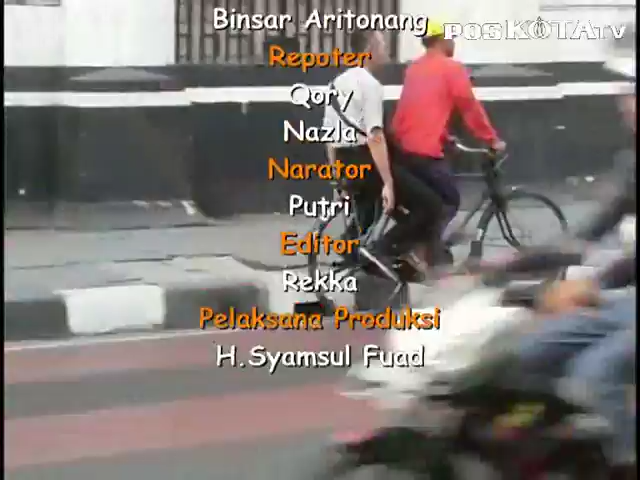 Binsar Aritonang
POSKOTATV
Repoter
Qory
Nazla
Narator
Putri
Editor
Rekka
Pelaksana Produksi
H.Syamsul Fuad